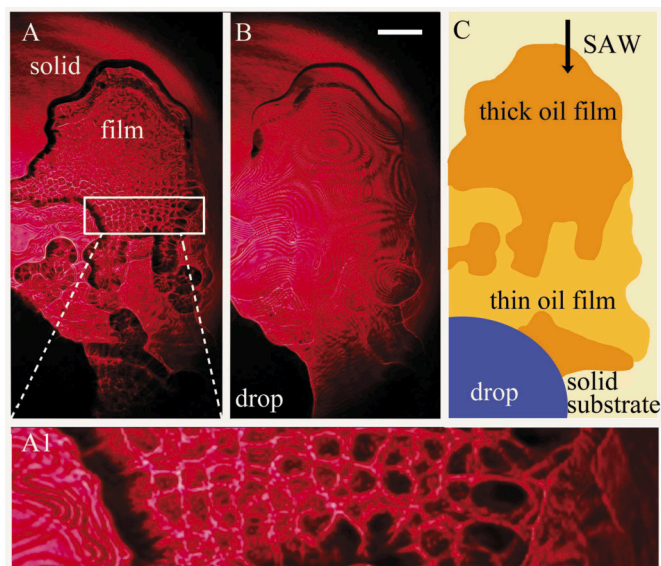 A
solid
film
B
drop
C
SAW
thick oil film
thin oil film
drop
solid
substrate
A1